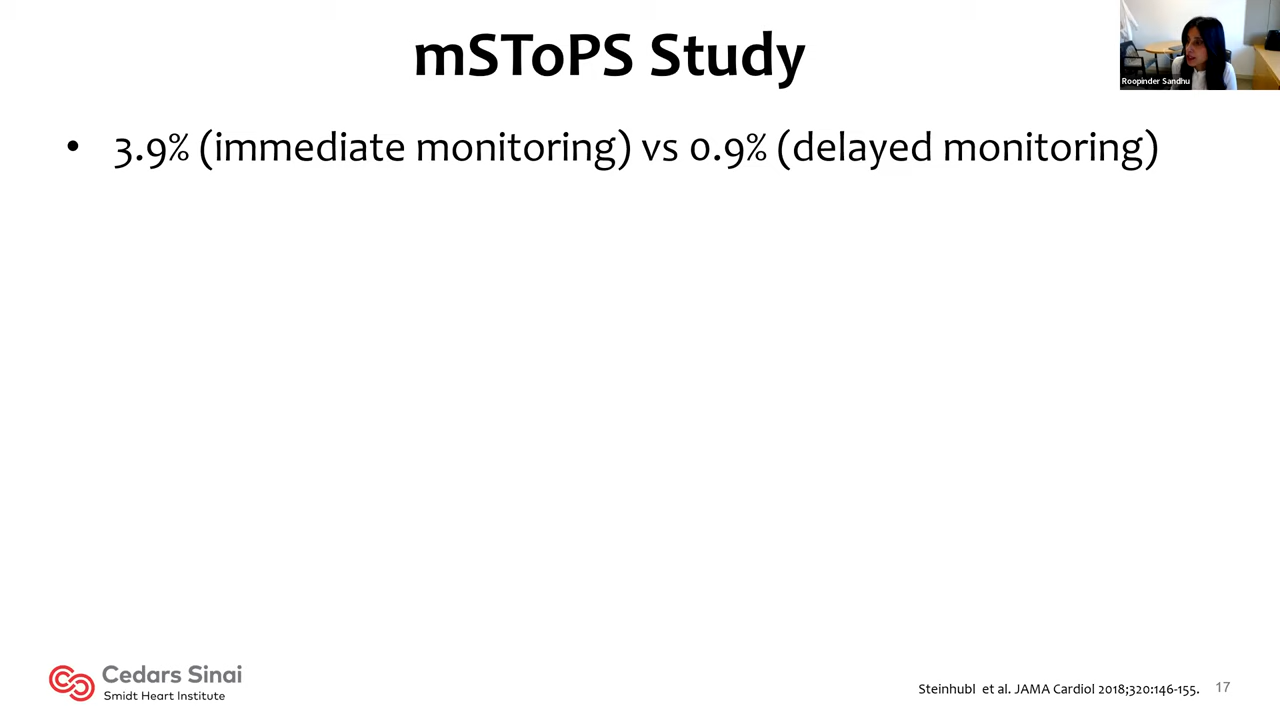 mSToPS Study
Roopinder Sandhu
• 3.9% (immediate monitoring) vs 0.9% (delayed monitoring)
Cedars Sinai
Smidt Heart Institute
Steinhubl et al. JAMA Cardiol 2018;320:146-155. 17